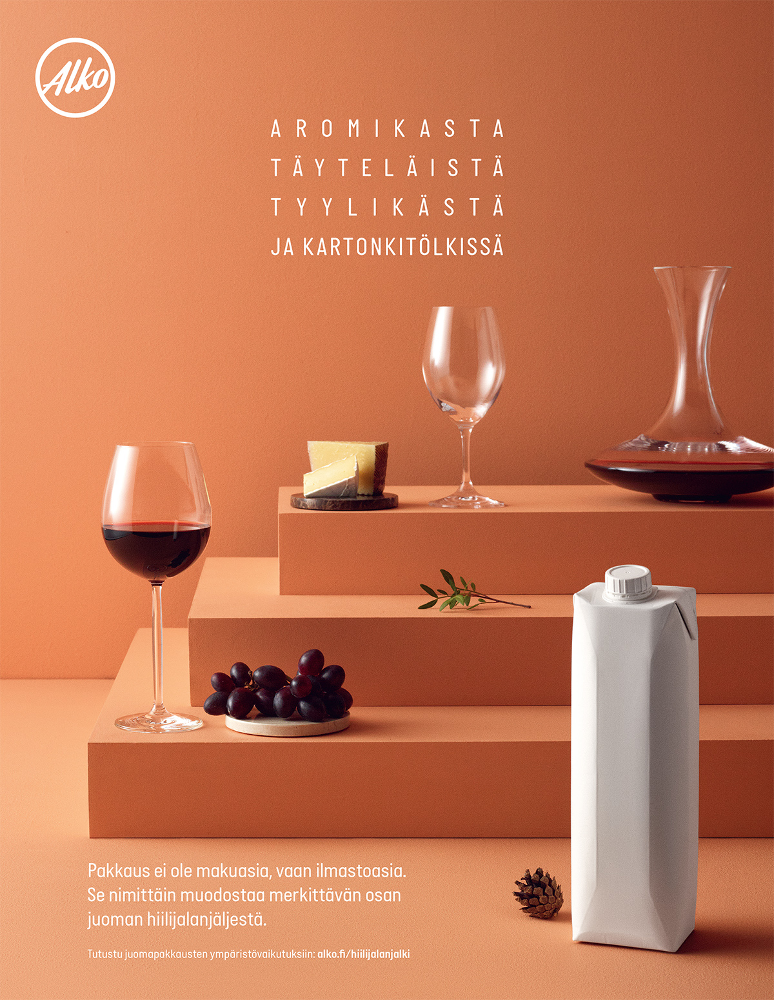 Alko
AROMIKASTA
TÄYTELÄISTÄ
TYYLIKÄSTÄ
JA KARTONKITÖLKISSÄ
Pakkaus ei ole makuasia, vaan ilmastoasia.
Se nimittäin muodostaa merkittävän osan
juoman hiilijalanjäljestä.
Tutustu juomapakkausten ympäristövaikutuksiin: alko.fi/hiilijalanjalki